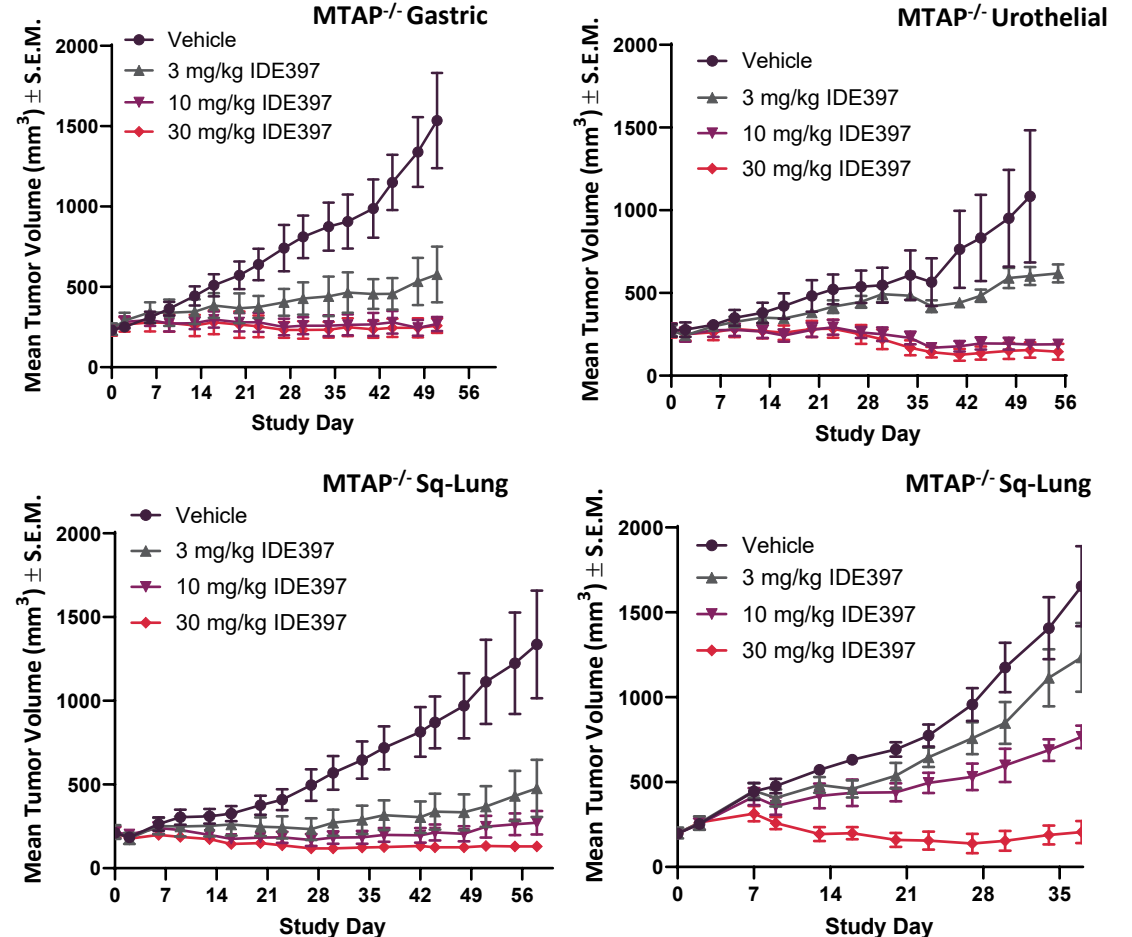 MTAP-/- Gastric
Mean Tumor Volume (mm3) ± S.E.M.
2000
1500
1000
500
0
Vehicle
3 mg/kg IDE397
10 mg/kg IDE397
30 mg/kg IDE397
0 7 14 21 28 35 42 49 56
Study Day
MTAP-/- Urothelial
Mean Tumor Volume (mm3) ± S.E.M.
2000
1500
1000
500
0
Vehicle
3 mg/kg IDE397
10 mg/kg IDE397
30 mg/kg IDE397
0 7 14 21 28 35 42 49 56
Study Day
MTAP-/- Sq-Lung
Mean Tumor Volume (mm3) ± S.E.M.
2000
1500
1000
500
0
Vehicle
3 mg/kg IDE397
10 mg/kg IDE397
30 mg/kg IDE397
0 7 14 21 28 35 42 49 56
Study Day
MTAP-/- Sq-Lung
Mean Tumor Volume (mm3) ± S.E.M.
2000
1500
1000
500
0
Vehicle
3 mg/kg IDE397
10 mg/kg IDE397
30 mg/kg IDE397
0 7 14 21 28 35
Study Day